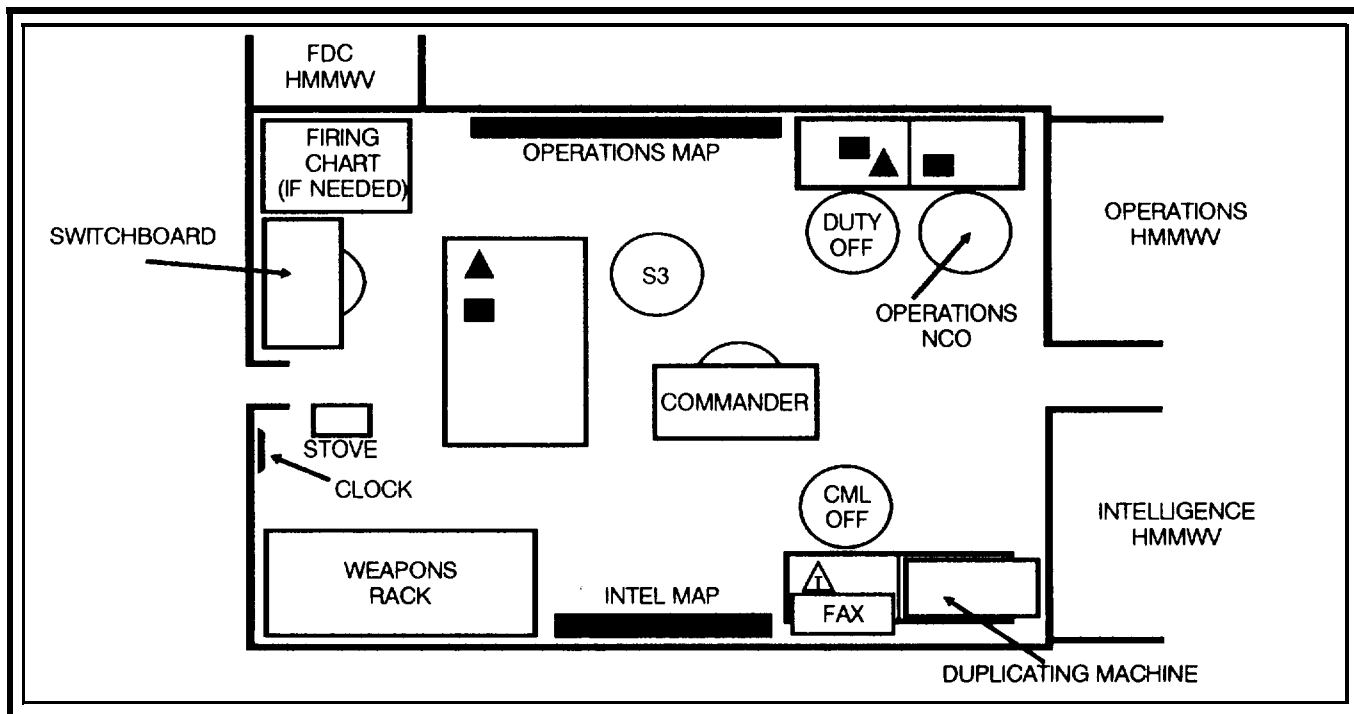 FDC
HMMWV
FIRING
CHART
(IF NEEDED)
OPERATIONS MAP
SWITCHBOARD
DUTY
OFF
OPERATIONS
HMMWV
S3
OPERATIONS
NCO
COMMANDER
STOVE
CLOCK
CML
OFF
INTELLIGENCE
HMMWV
WEAPONS
RACK
INTEL MAP
I
FAX
DUPLICATING MACHINE